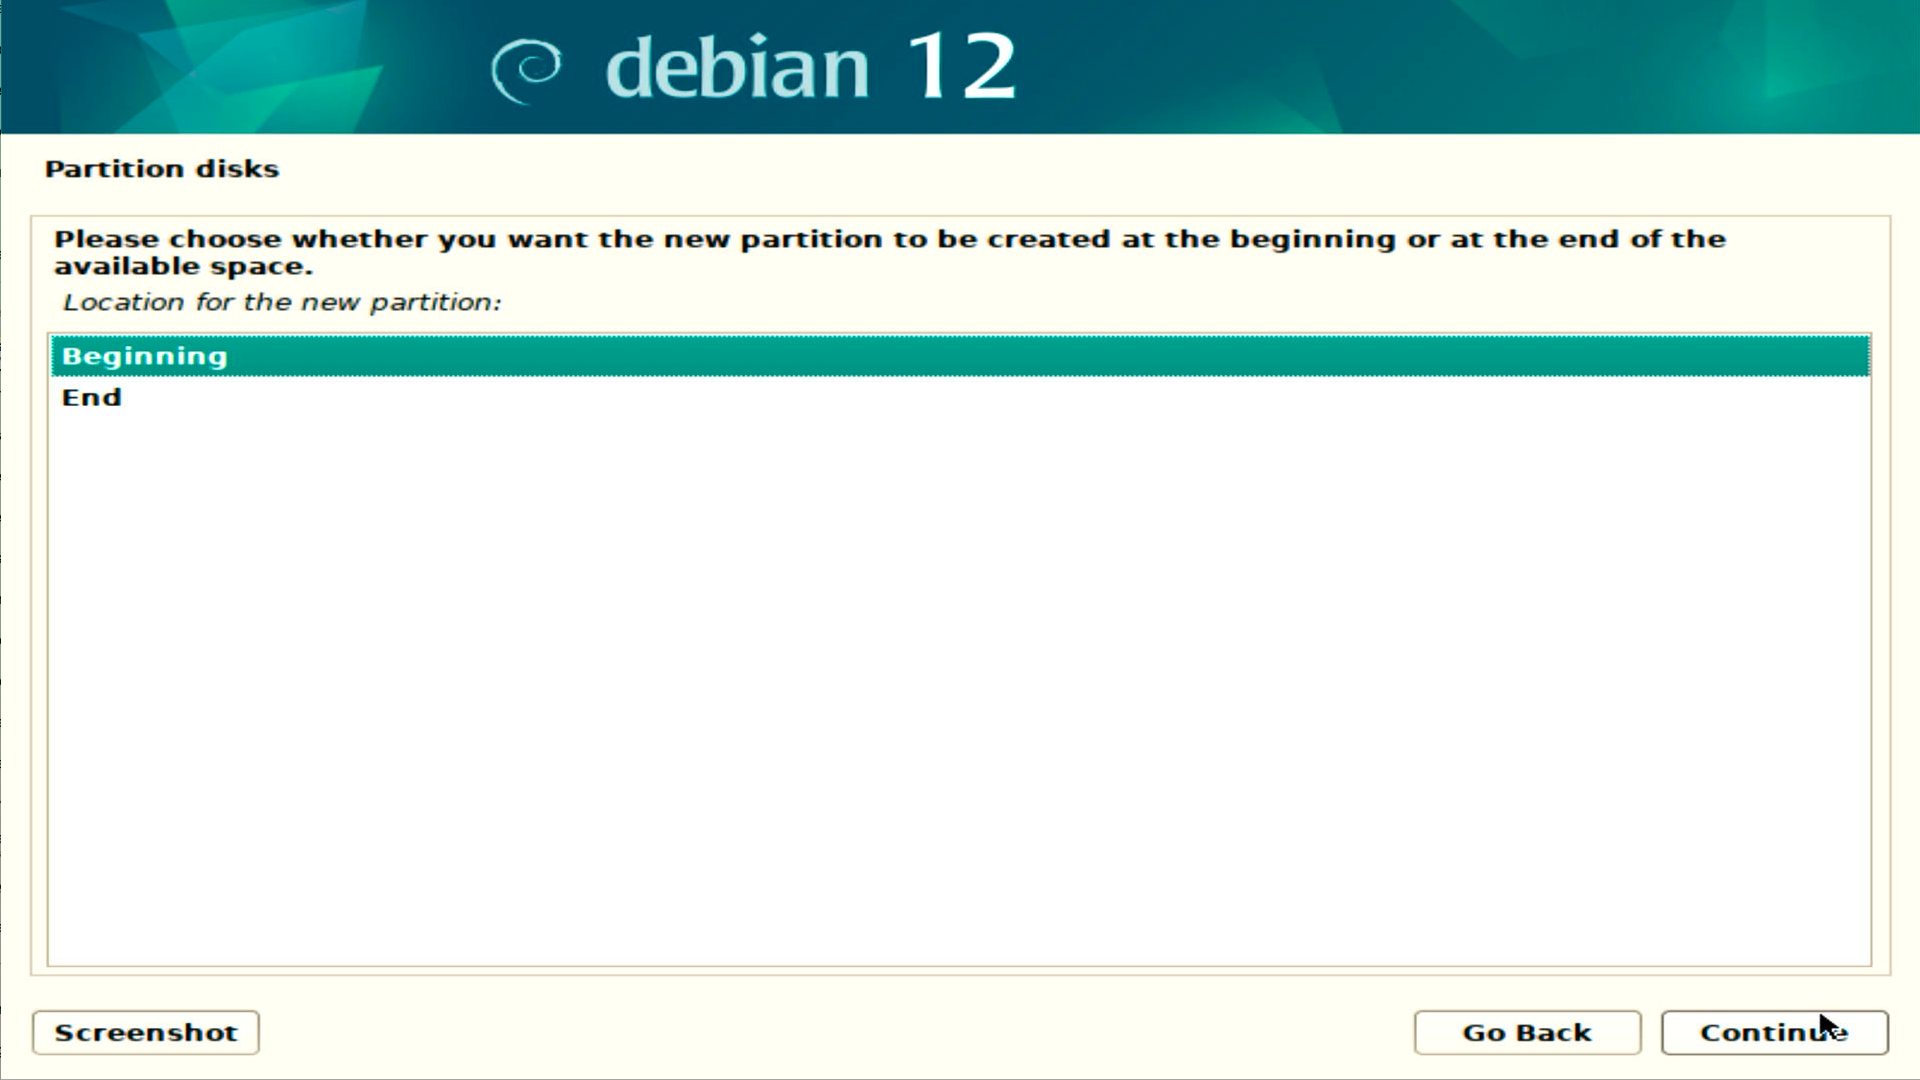 debian 12
Partition disks
Please choose whether you want the new partition to be created at the beginning or at the end of the
available space.
Location for the new partition:
Beginning
End
Screenshot
Go Back
Continue